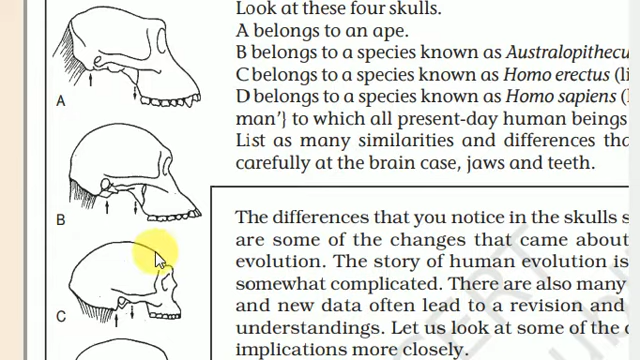 Look at these four skulls.
A belongs to an ape.
B belongs to a species known as Australopithecu
C belongs to a species known as Homo erectus (li
D belongs to a species known as Homo sapiens (
man'} to which all present-day human beings
List as many similarities and differences tha
carefully at the brain case, jaws and teeth.
A
B
C
The differences that you notice in the skulls s
are some of the changes that came about
evolution. The story of human evolution is
somewhat complicated. There are also many
and new data often lead to a revision and
understandings. Let us look at some of the
implications more closely.